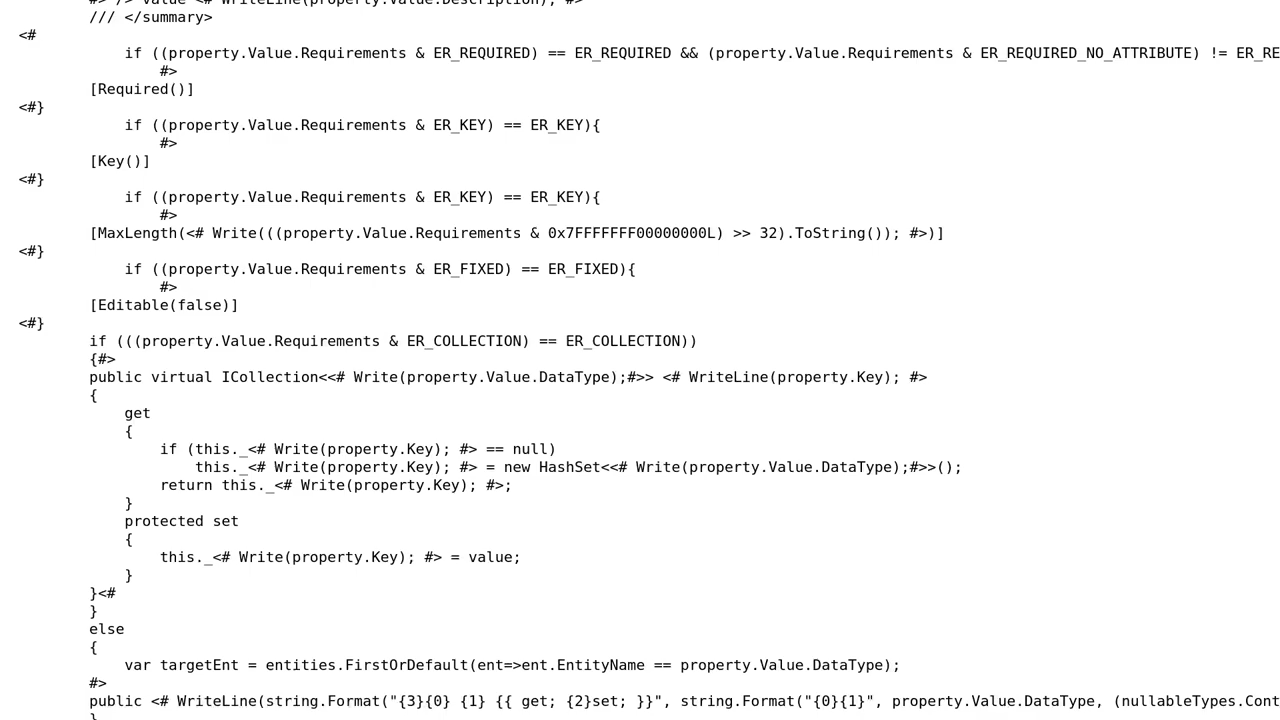 #> /> value <# WriteLine(property.Value.Description); #>
/// </summary>
<#
if ((property.Value.Requirements & ER_REQUIRED) == ER_REQUIRED && (property.Value.Requirements & ER_REQUIRED_NO_ATTRIBUTE) != ER_RE
#>
[Required()]
<#}
if ((property.Value.Requirements & ER_KEY) == ER_KEY){
#>
[Key()]
<#}
if ((property.Value.Requirements & ER_KEY) == ER_KEY){
#>
[MaxLength(<# Write(((property.Value.Requirements & 0x7FFFFFFF00000000L) >> 32).ToString()); #>)]
<#}
if ((property.Value.Requirements & ER_FIXED) == ER_FIXED){
#>
[Editable(false)]
<#}
if (((property.Value.Requirements & ER_COLLECTION) == ER_COLLECTION))
{#>
public virtual ICollection<<# Write(property.Value.DataType);#>> <# WriteLine(property.Key); #>
{
get
{
if (this._<# Write(property.Key); #> == null)
this._<# Write(property.Key); #> = new HashSet<<# Write(property.Value.DataType);#>>();
return this._<# Write(property.Key); #>;
}
protected set
{
this._<# Write(property.Key); #> = value;
}
}<#
}
else
{
var targetEnt = entities.FirstOrDefault(ent=>ent.EntityName == property.Value.DataType);
#>
public <# WriteLine(string.Format("{3}{0} {1} {{ get; {2}set; }}", string.Format("{0}{1}", property.Value.DataType, (nullableTypes.Cont
}